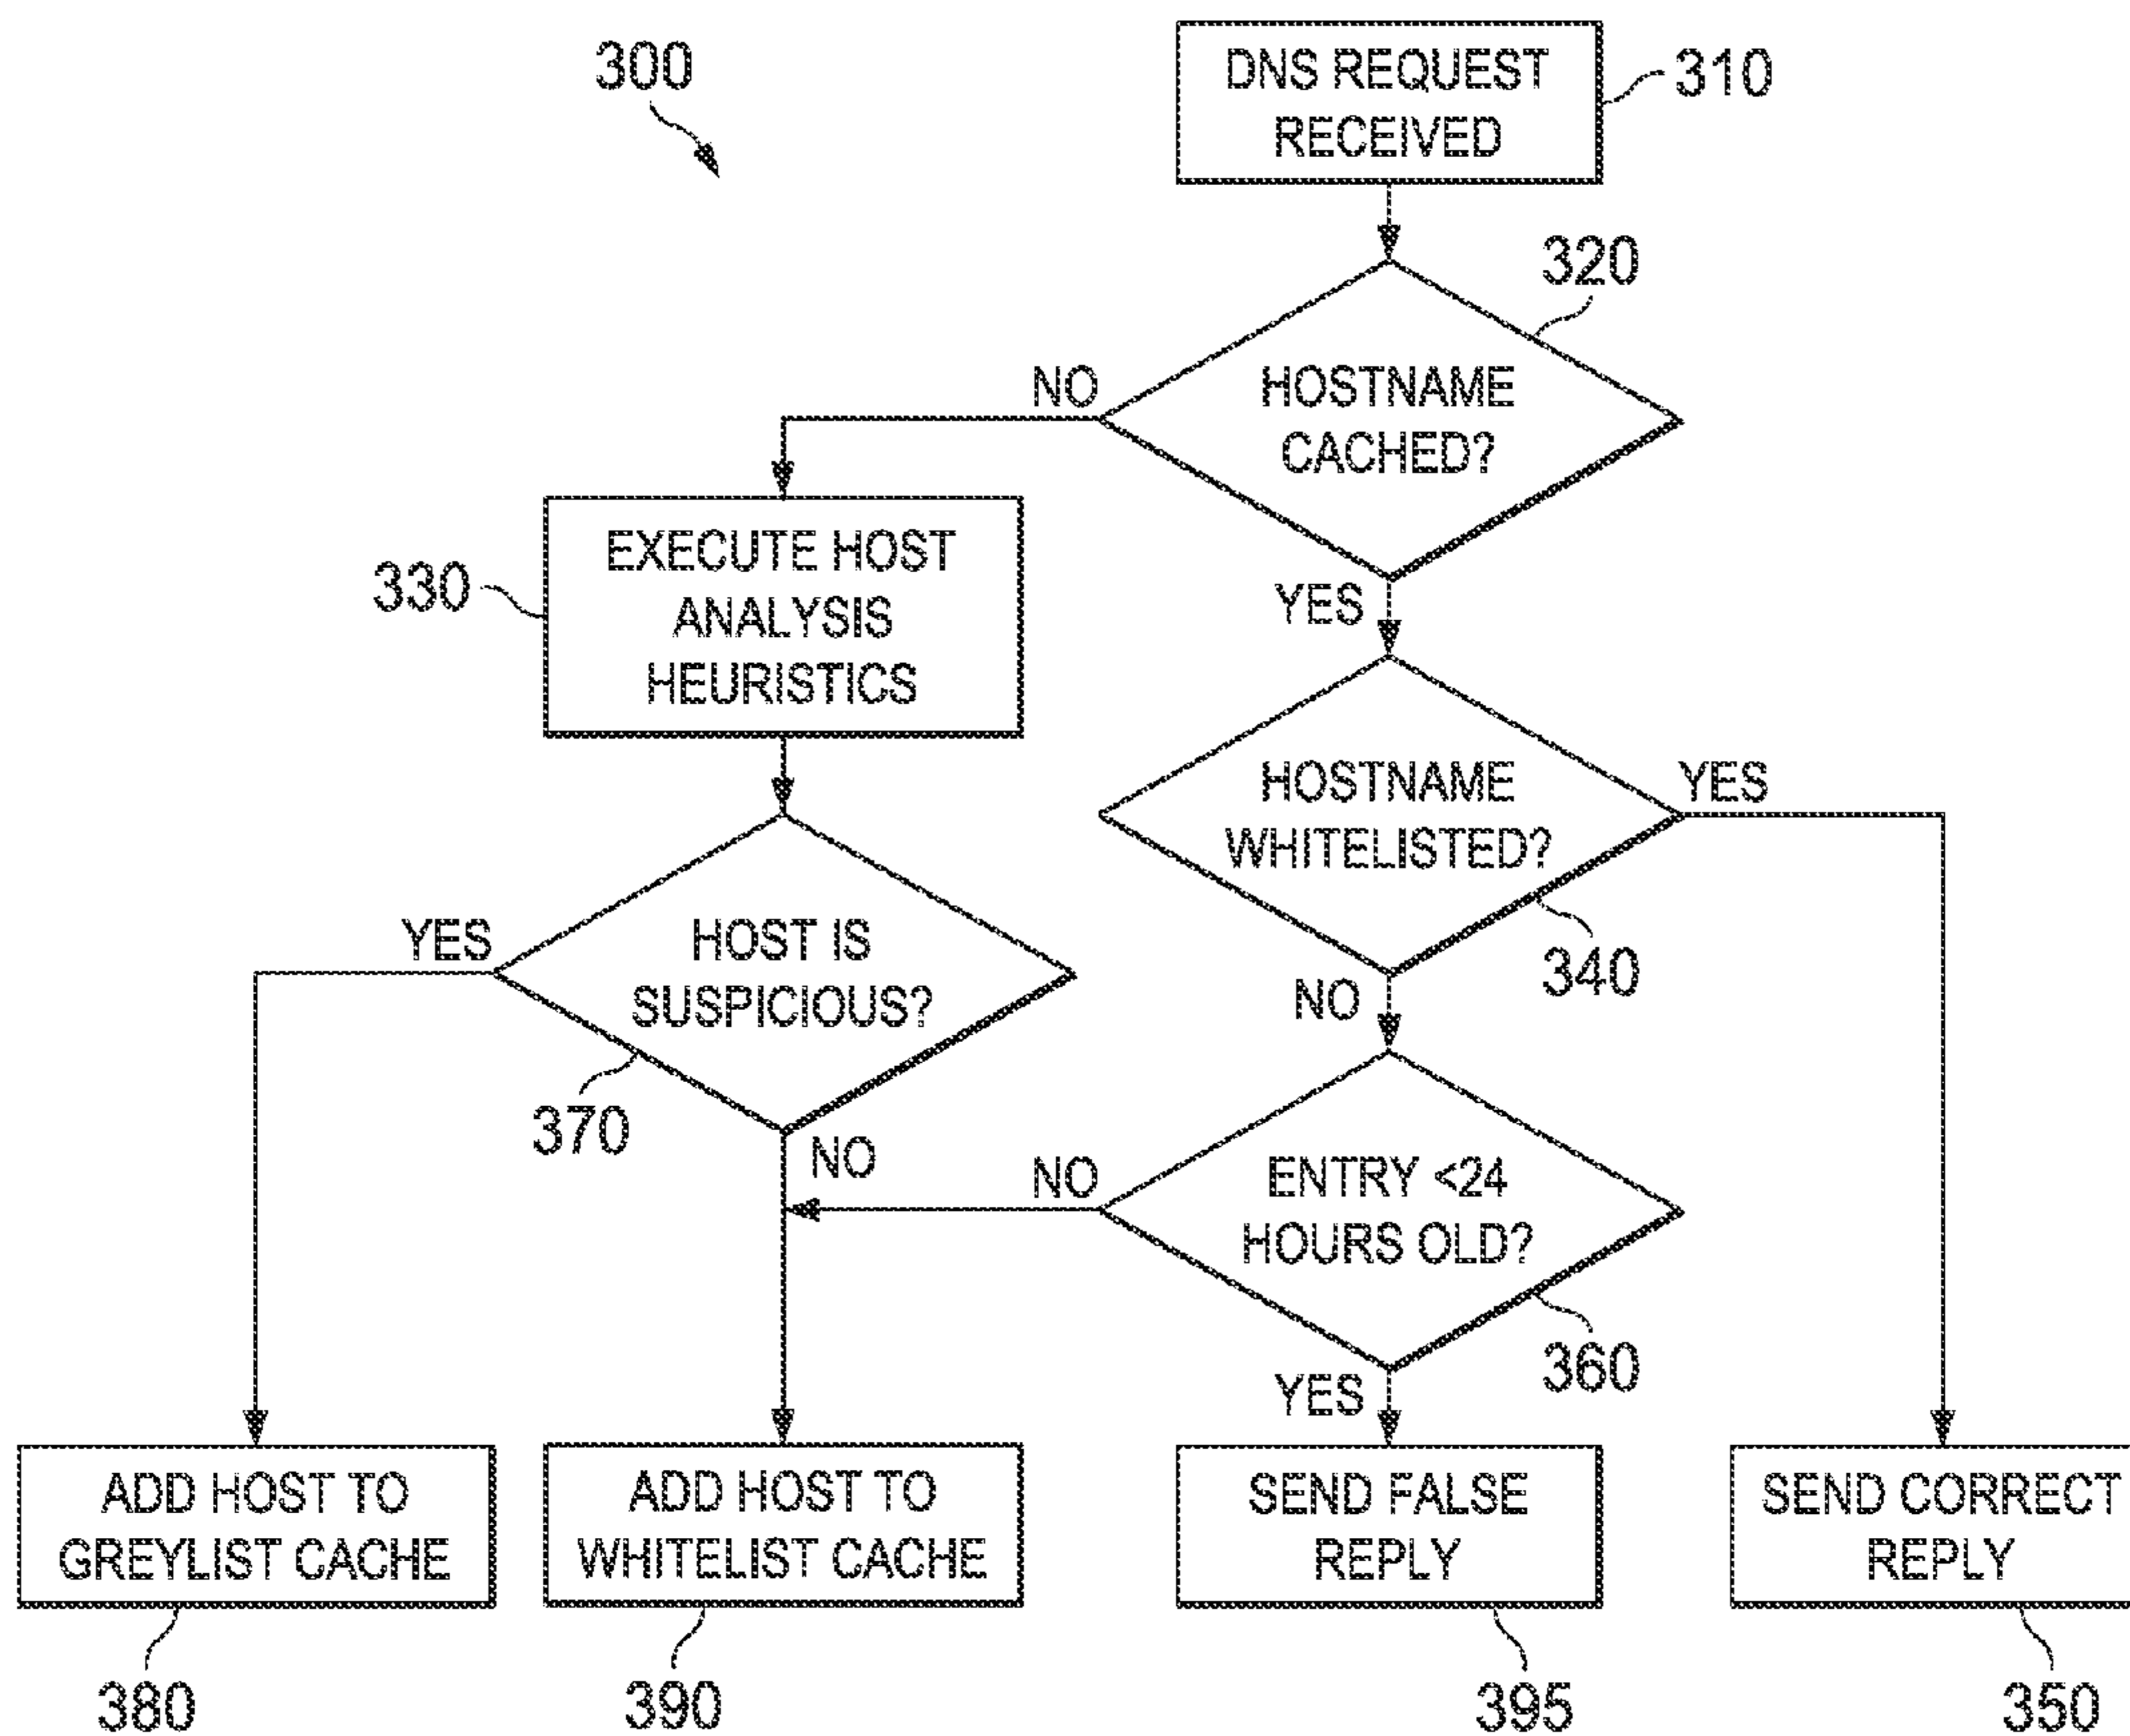 300
DNS REQUEST
RECEIVED
310
320
HOSTNAME
CACHED?
NO
YES
330
EXECUTE HOST
ANALYSIS
HEURISTICS
HOSTNAME
WHITELISTED?
YES
340
NO
YES
HOST IS
SUSPICIOUS?
370
NO
NO
ENTRY <24
HOURS OLD?
360
YES
ADD HOST TO
GREYLIST CACHE
380
ADD HOST TO
WHITELIST CACHE
390
SEND FALSE
REPLY
395
SEND CORRECT
REPLY
350